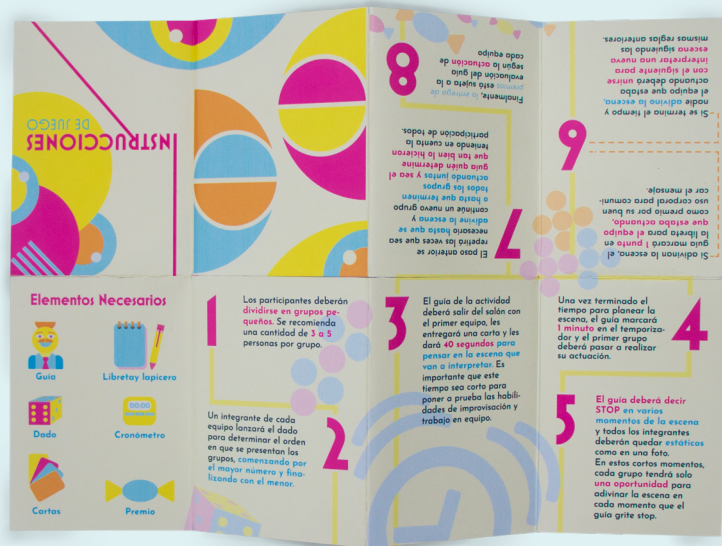 INSTRUCCIONES
DE JUEGO
Elementos Necesarios
Guía
Libreta y lapicero
Dado
00:00
Cronómetro
Cartas
Premio
1
Los participantes deberán
dividirse en grupos pe-
queños. Se recomienda
una cantidad de 3 a 5
personas por grupo.
2
Un integrante de cada
equipo lanzará el dado
para determinar el orden
en que se presentan los
grupos, comenzando por
el mayor número y fina-
lizando con el menor.
3
El guía de la actividad
deberá salir del salón con
el primer equipo, les
entregará una carta y les
dará 40 segundos para
pensar en la escena que
van a interpretar. Es
importante que este
tiempo sea corto para
poner a prueba las habili-
dades de improvisación y
trabajo en equipo.
4
Una vez terminado el
tiempo para planear la
escena, el guía marcará
1 minuto en el temporiza-
dor y el primer grupo
deberá pasar a realizar
su actuación.
5
El guía deberá decir
STOP en varios
momentos de la escena
y todos los integrantes
deberán quedar estáticos
como en una foto.
En estos cortos momentos,
cada grupo tendrá solo
una oportunidad para
adivinar la escena en
cada momento que el
guía grite stop.
Si adivinan la escena, el
guía marcará 1 punto en
la libreta para el equipo
que estaba actuando,
como premio por su buen
uso corporal para comuni-
car el mensaje.
6
Si se termina el tiempo y
nadie adivina la escena,
el equipo que estaba
actuando deberá unirse
con el siguiente para
interpretar una nueva
escena siguiendo las
mismas reglas anteriores.
7
El paso anterior se
repetirá las veces que sea
necesario hasta que se
adivine la escena y
continúe un nuevo grupo
o hasta que terminen
todos los grupos
actuando juntos y sea el
guía quién determine
que tan bien lo hicieron
teniendo en cuenta la
participación de todos.
8
Finalmente, la entrega de
premios está sujeta a la
evaluación del guía
según la actuación de
cada equipo